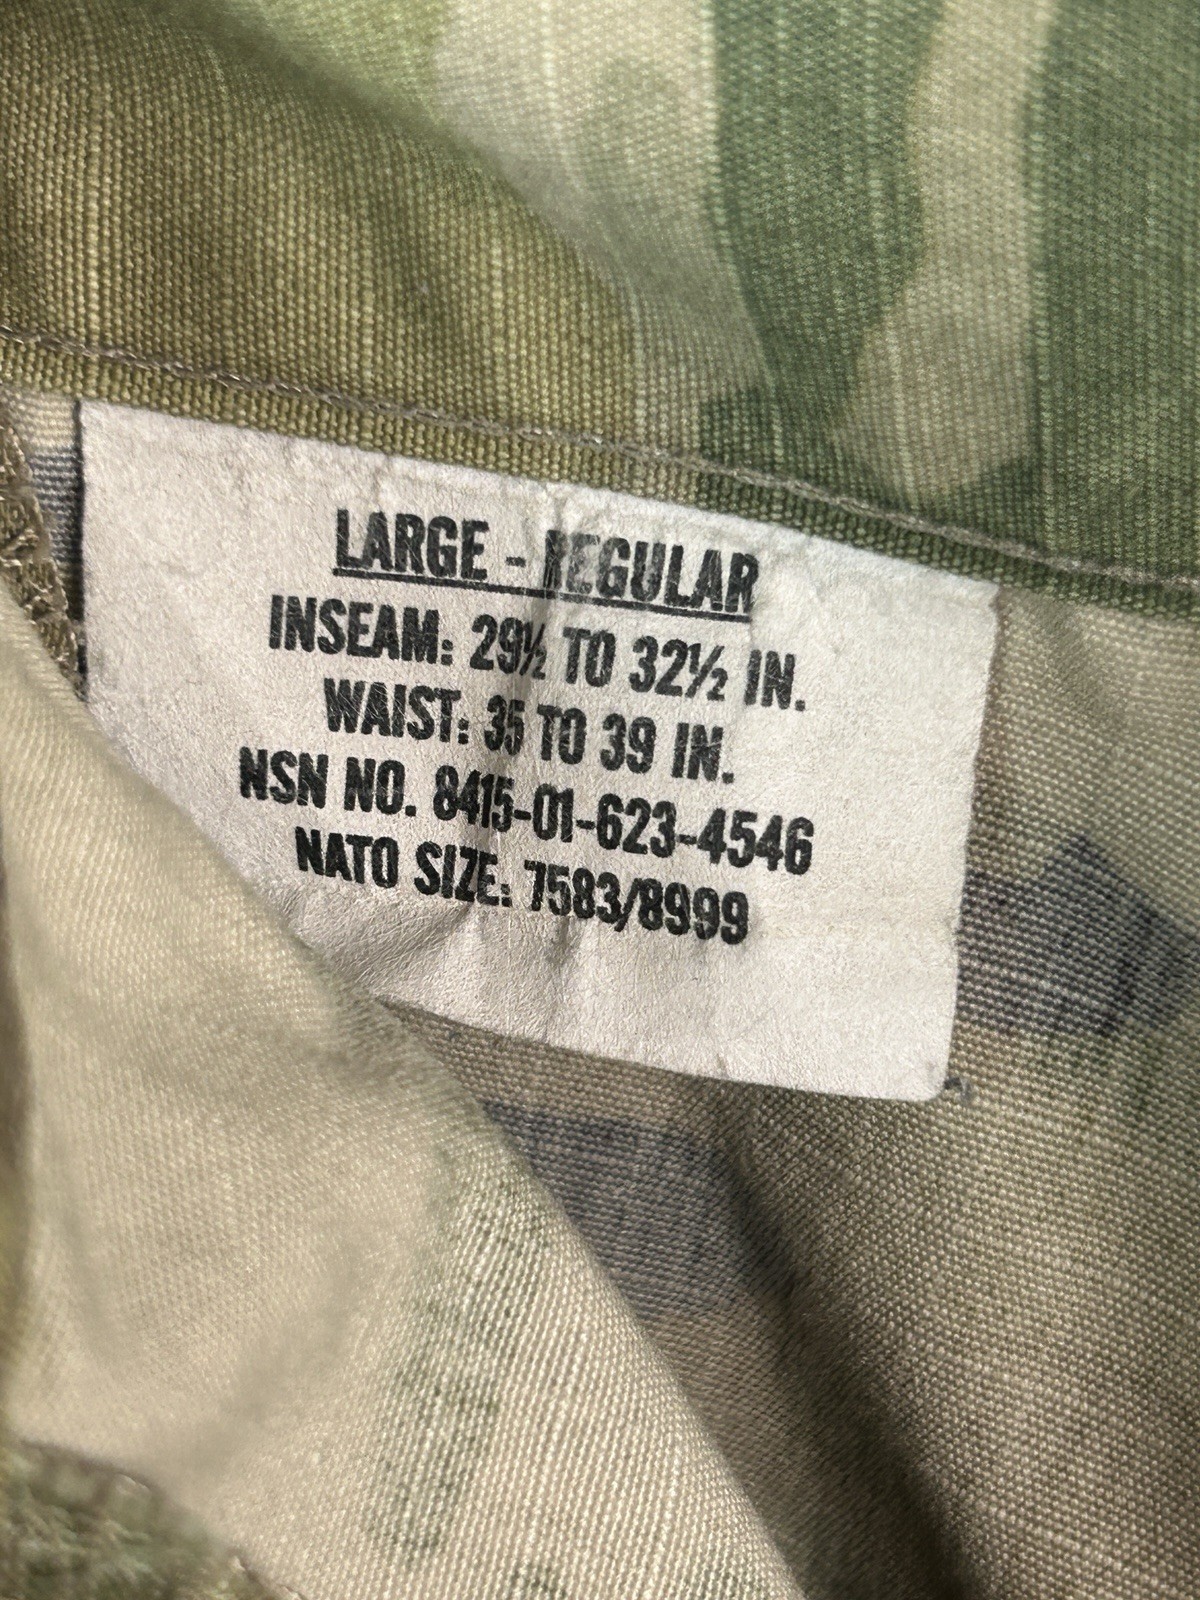 LARGE - REGULAR
INSEAM: 29½ TO 32½ IN.
WAIST: 35 TO 39 IN.
NSN NO. 8415-01-623-4546
NATO SIZE: 7583/8999